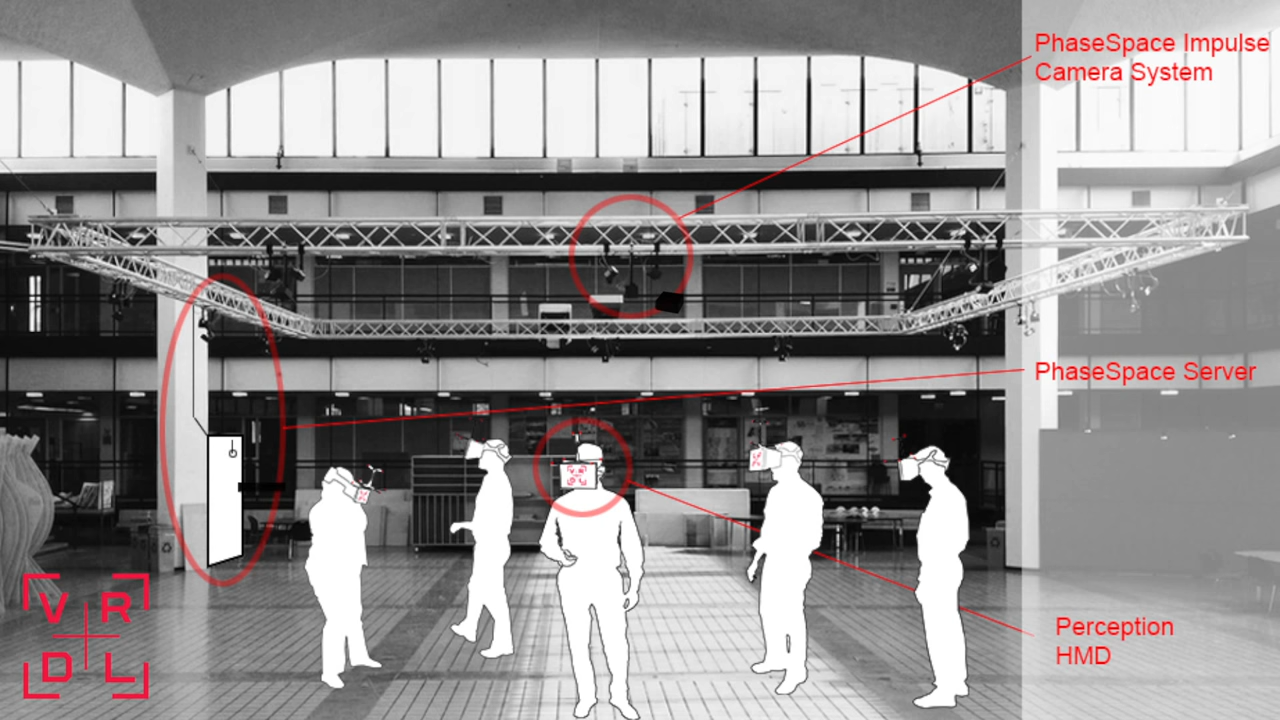 PhaseSpace Impulse
Camera System
PhaseSpace Server
Perception
HMD
V R
D L